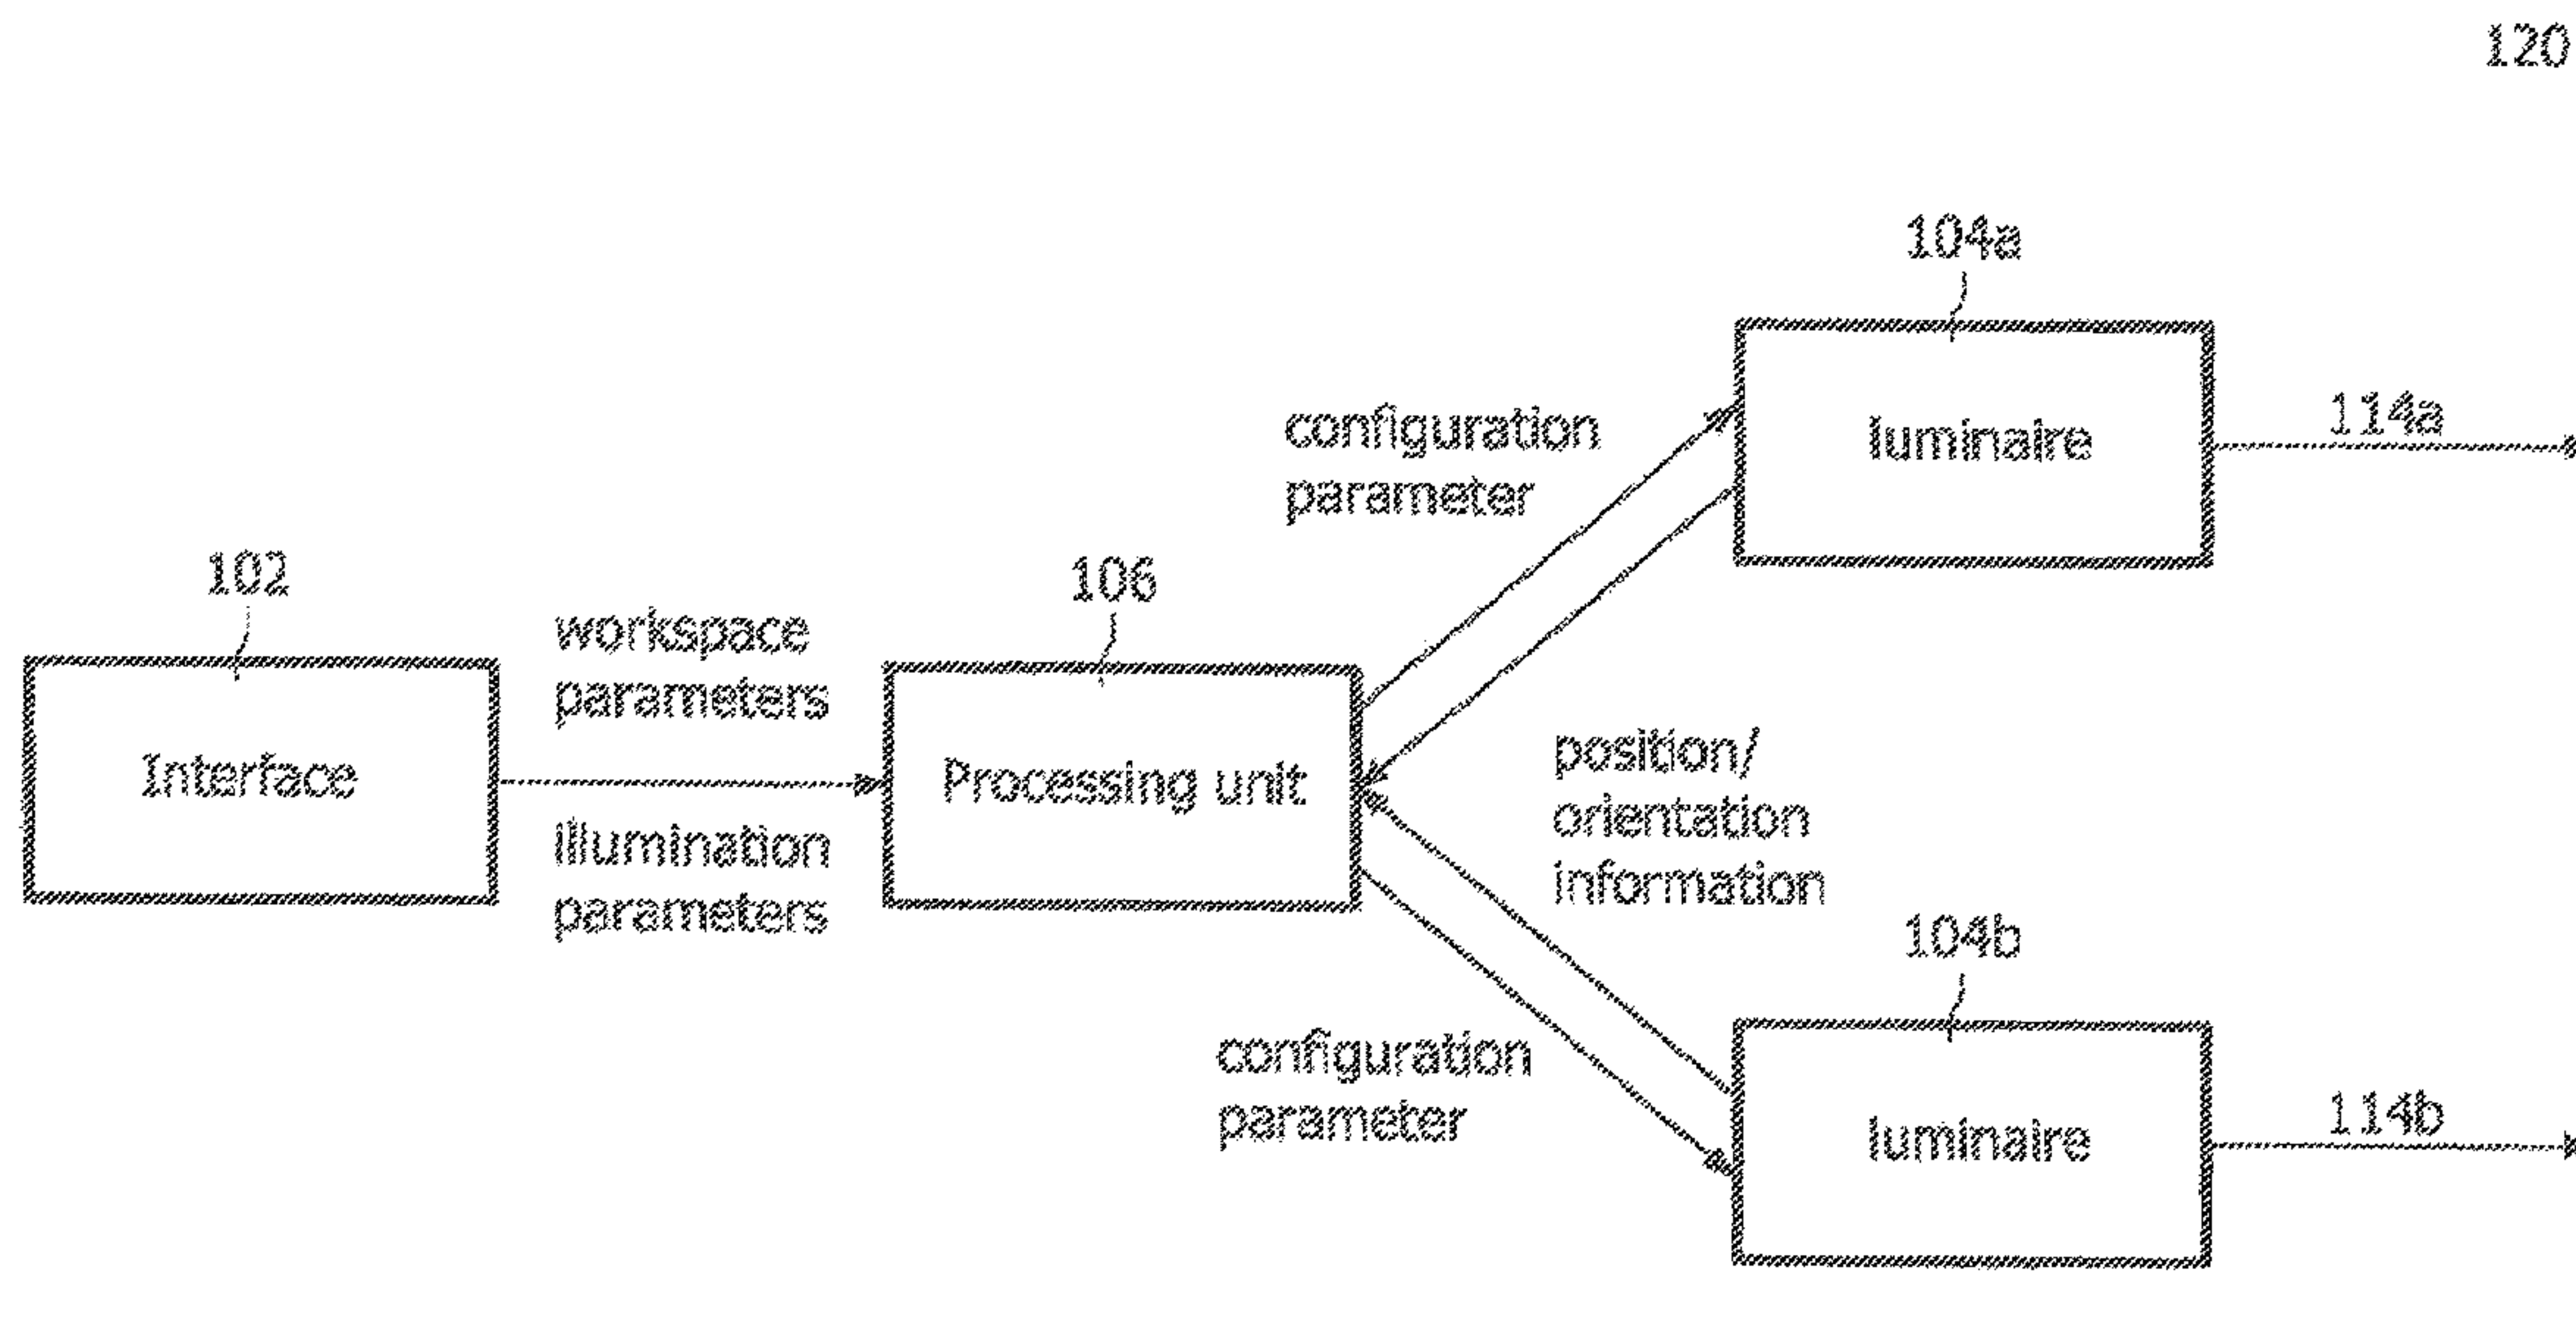 120
104a
configuration
parameter
luminaire
114a
102
workspace
parameters
106
Interface
Processing unit
illumination
parameters
position/
orientation
information
104b
configuration
parameter
luminaire
114b